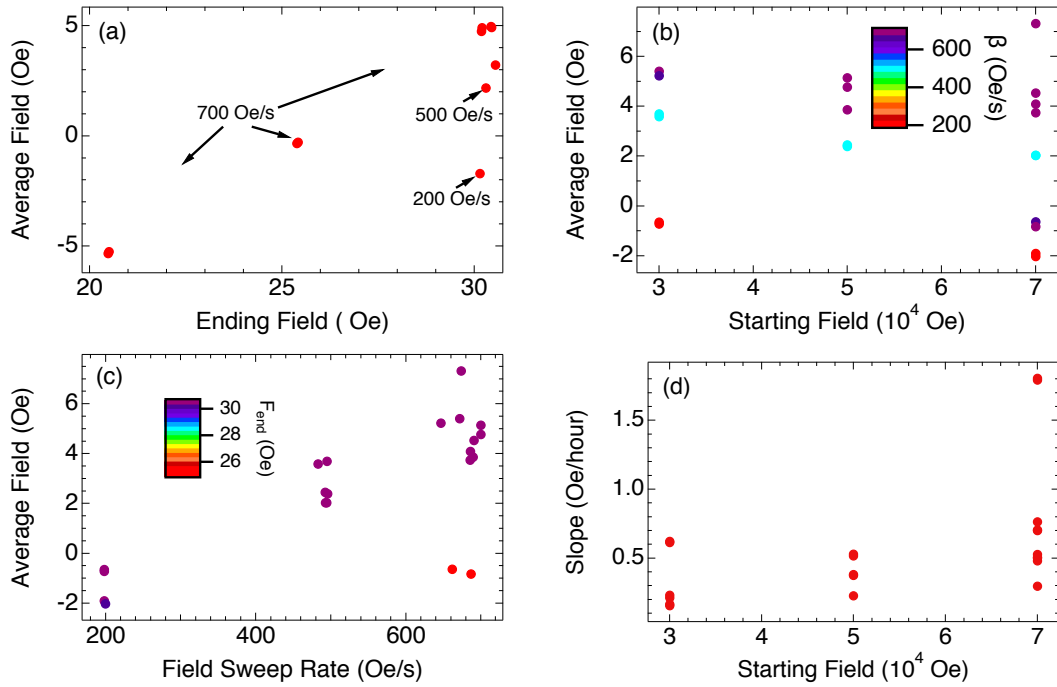 (a)
5
0
-5
Average Field (Oe)
700 Oe/s
500 Oe/s
200 Oe/s
20
25
30
Ending Field ( Oe)
(b)
6
4
2
0
-2
Average Field (Oe)
β (Oe/s)
600
400
200
3
4
5
6
7
Starting Field (10⁴ Oe)
(c)
6
4
2
0
-2
Average Field (Oe)
F_end (Oe)
30
28
26
200
400
600
Field Sweep Rate (Oe/s)
(d)
1.5
1.0
0.5
Slope (Oe/hour)
3
4
5
6
7
Starting Field (10⁴ Oe)